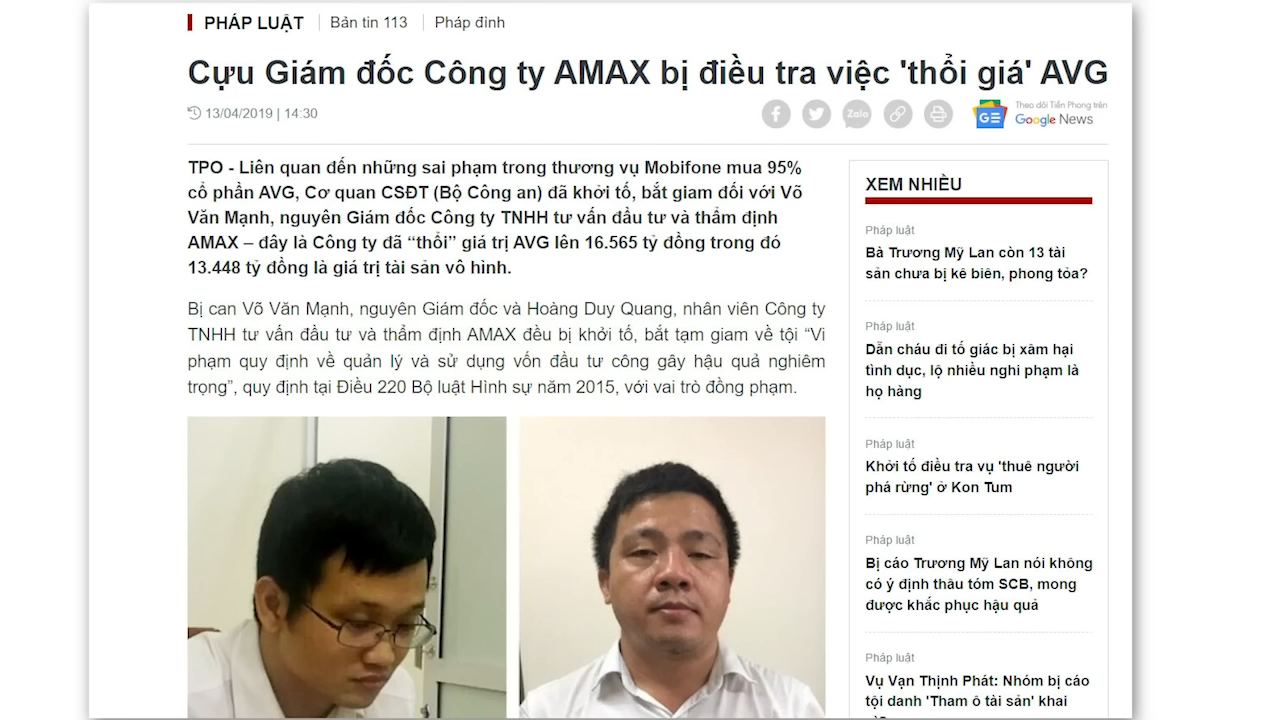 PHÁP LUẬT
Bản tin 113
Pháp đình
Cựu Giám đốc Công ty AMAX bị điều tra việc 'thổi giá' AVG
13/04/2019 | 14:30
Zalo
GE
Theo dõi Tiền Phong trên
Google News
TPO - Liên quan đến những sai phạm trong thương vụ Mobifone mua 95%
cổ phần AVG, Cơ quan CSĐT (Bộ Công an) đã khởi tố, bắt giam đối với Võ
Văn Mạnh, nguyên Giám đốc Công ty TNHH tư vấn đầu tư và thẩm định
AMAX – đây là Công ty đã “thổi” giá trị AVG lên 16.565 tỷ đồng trong đó
13.448 tỷ đồng là giá trị tài sản vô hình.
Bị can Võ Văn Mạnh, nguyên Giám đốc và Hoàng Duy Quang, nhân viên Công ty
TNHH tư vấn đầu tư và thẩm định AMAX đều bị khởi tố, bắt tạm giam về tội “Vi
phạm quy định về quản lý và sử dụng vốn đầu tư công gây hậu quả nghiêm
trọng”, quy định tại Điều 220 Bộ luật Hình sự năm 2015, với vai trò đồng phạm.
XEM NHIỀU
Pháp luật
Bà Trương Mỹ Lan còn 13 tài
sản chưa bị kê biên, phong tỏa?
Pháp luật
Dẫn cháu đi tố giác bị xâm hại
tình dục, lộ nhiều nghi phạm là
họ hàng
Pháp luật
Khởi tố điều tra vụ 'thuê người
phá rừng' ở Kon Tum
Pháp luật
Bị cáo Trương Mỹ Lan nói không
có ý định thâu tóm SCB, mong
được khắc phục hậu quả
Pháp luật
Vụ Vạn Thịnh Phát: Nhóm bị cáo
tội danh 'Tham ô tài sản' khai